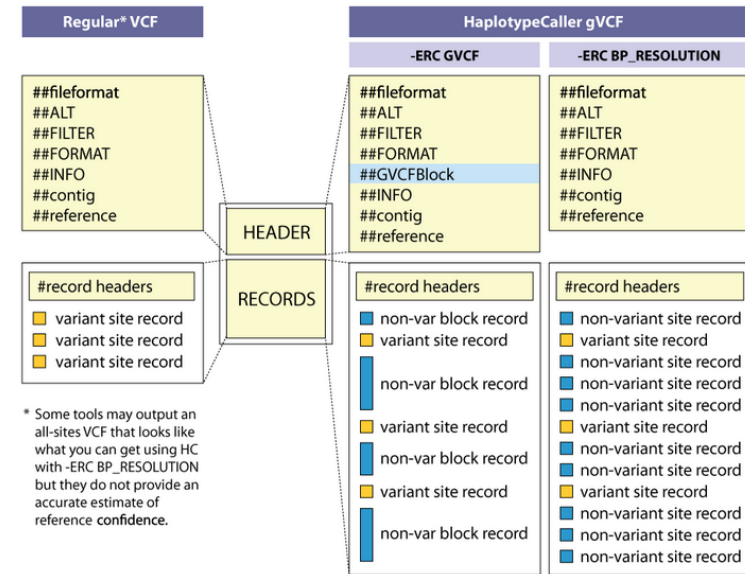 Regular* VCF
##fileformat
##ALT
##FILTER
##FORMAT
##INFO
##contig
##reference
#record headers
variant site record
variant site record
variant site record
* Some tools may output an
all-sites VCF that looks like
what you can get using HC
with -ERC BP_RESOLUTION
but they do not provide an
accurate estimate of
reference confidence.
HEADER
RECORDS
HaplotypeCaller gVCF
-ERC GVCF
##fileformat
##ALT
##FILTER
##FORMAT
##GVCFBlock
##INFO
##contig
##reference
#record headers
non-var block record
variant site record
non-var block record
variant site record
non-var block record
variant site record
non-var block record
-ERC BP_RESOLUTION
##fileformat
##ALT
##FILTER
##FORMAT
##INFO
##contig
##reference
#record headers
non-variant site record
variant site record
non-variant site record
non-variant site record
non-variant site record
variant site record
non-variant site record
non-variant site record
variant site record
non-variant site record
non-variant site record
non-variant site record